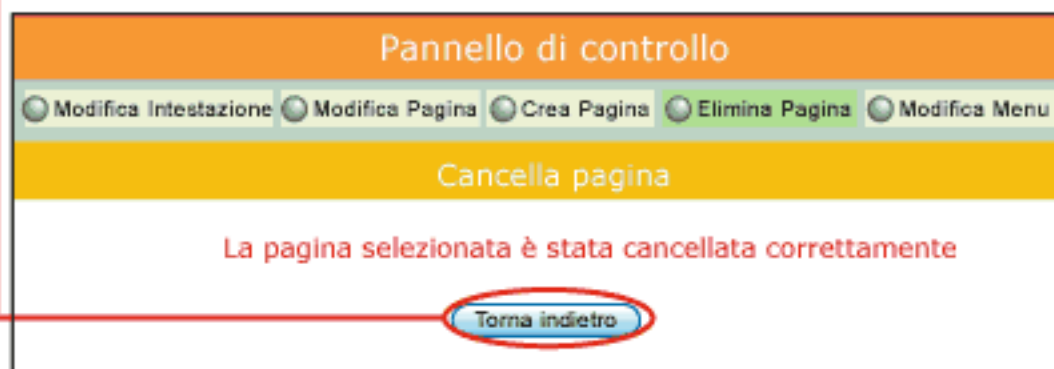 Pannello di controllo
Modifica Intestazione Modifica Pagina Crea Pagina Elimina Pagina Modifica Menu
Cancella pagina
La pagina selezionata è stata cancellata correttamente
Torna indietro